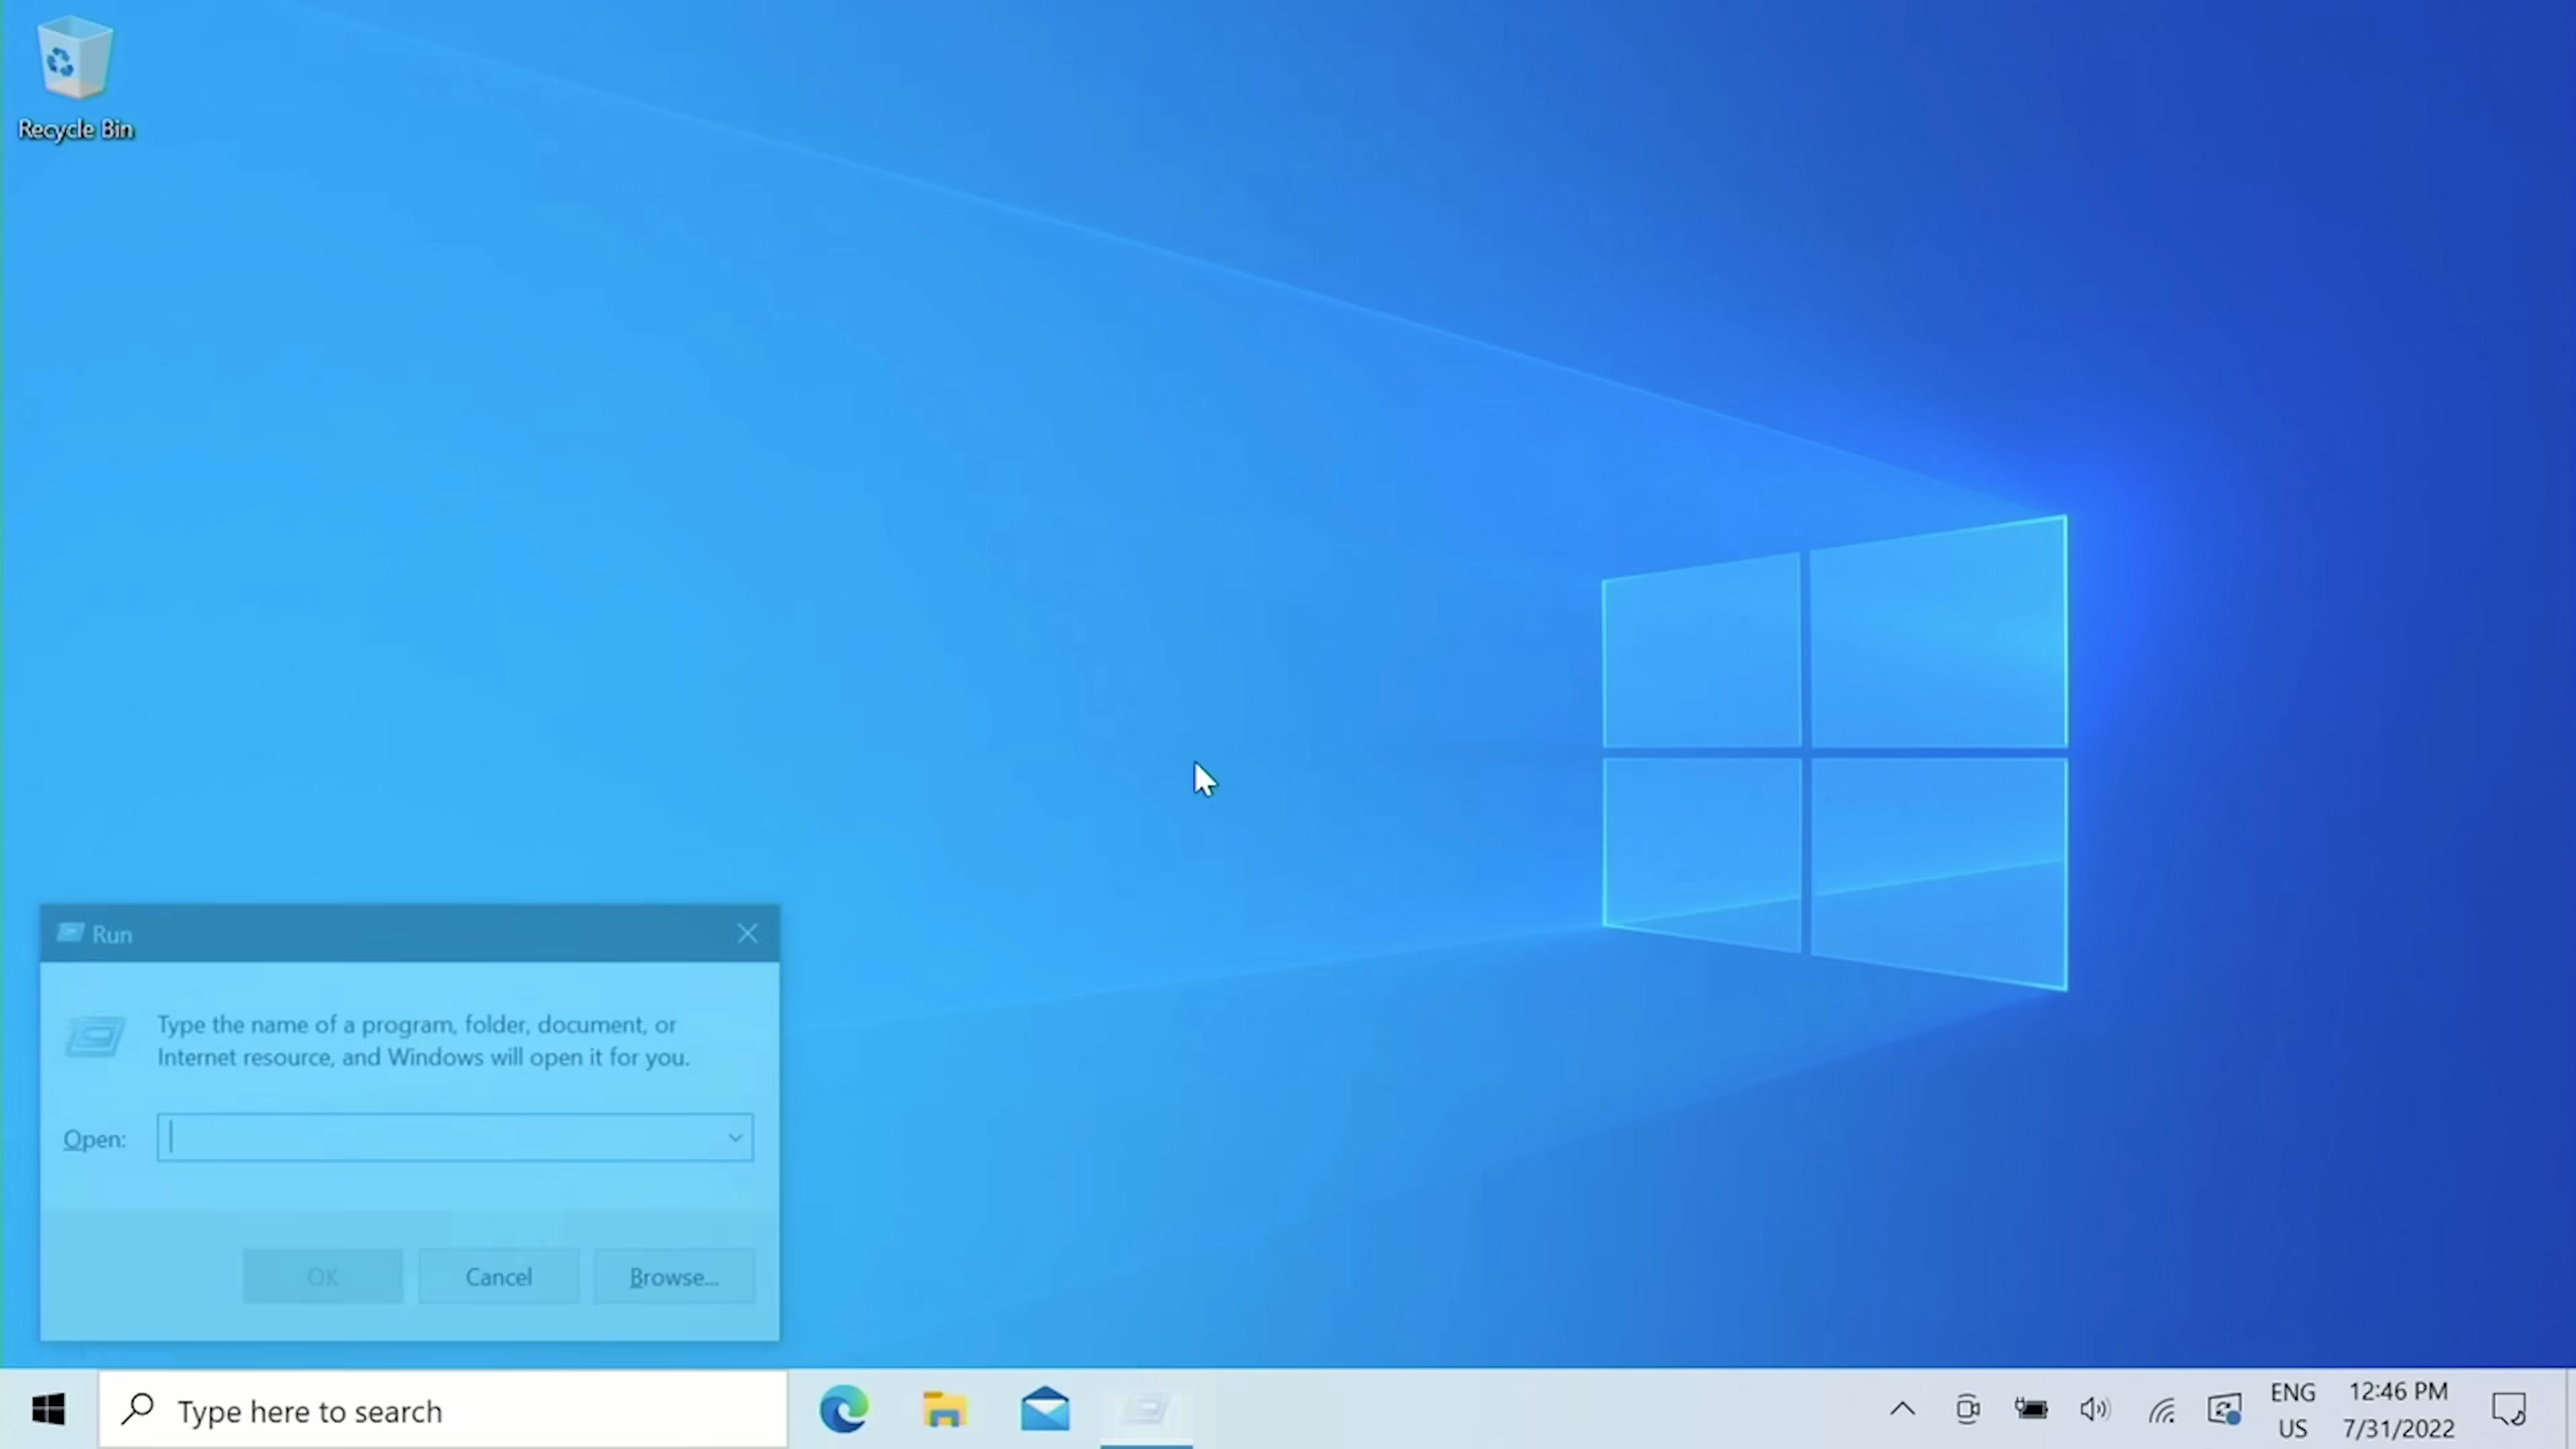 Recycle Bin
Run
Type the name of a program, folder, document, or
Internet resource, and Windows will open it for you.
Open:
OK
Cancel
Browse...
Type here to search
ENG
US
12:46 PM
7/31/2022